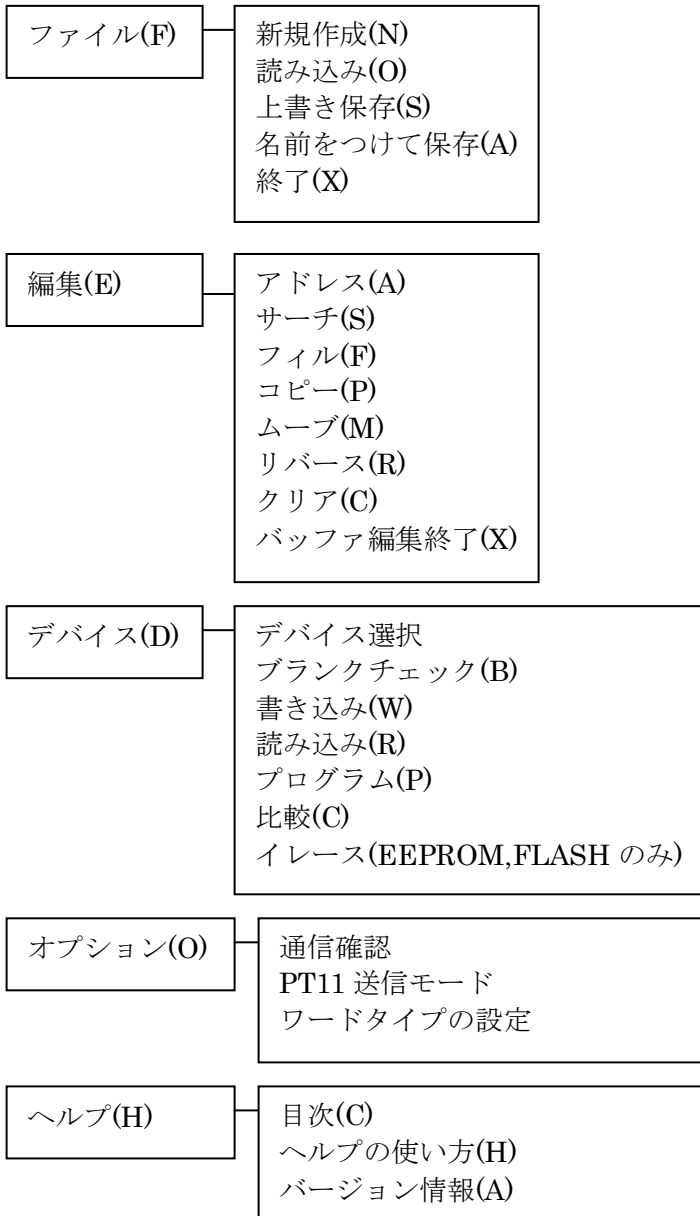 ファイル(F)
新規作成(N)
読み込み(O)
上書き保存(S)
名前をつけて保存(A)
終了(X)
編集(E)
アドレス(A)
サーチ(S)
フィル(F)
コピー(P)
ムーブ(M)
リバース(R)
クリア(C)
バッファ編集終了(X)
デバイス(D)
デバイス選択
ブランクチェック(B)
書き込み(W)
読み込み(R)
プログラム(P)
比較(C)
イレース(EEPROM,FLASH のみ)
オプション(O)
通信確認
PT11 送信モード
ワードタイプの設定
ヘルプ(H)
目次(C)
ヘルプの使い方(H)
バージョン情報(A)